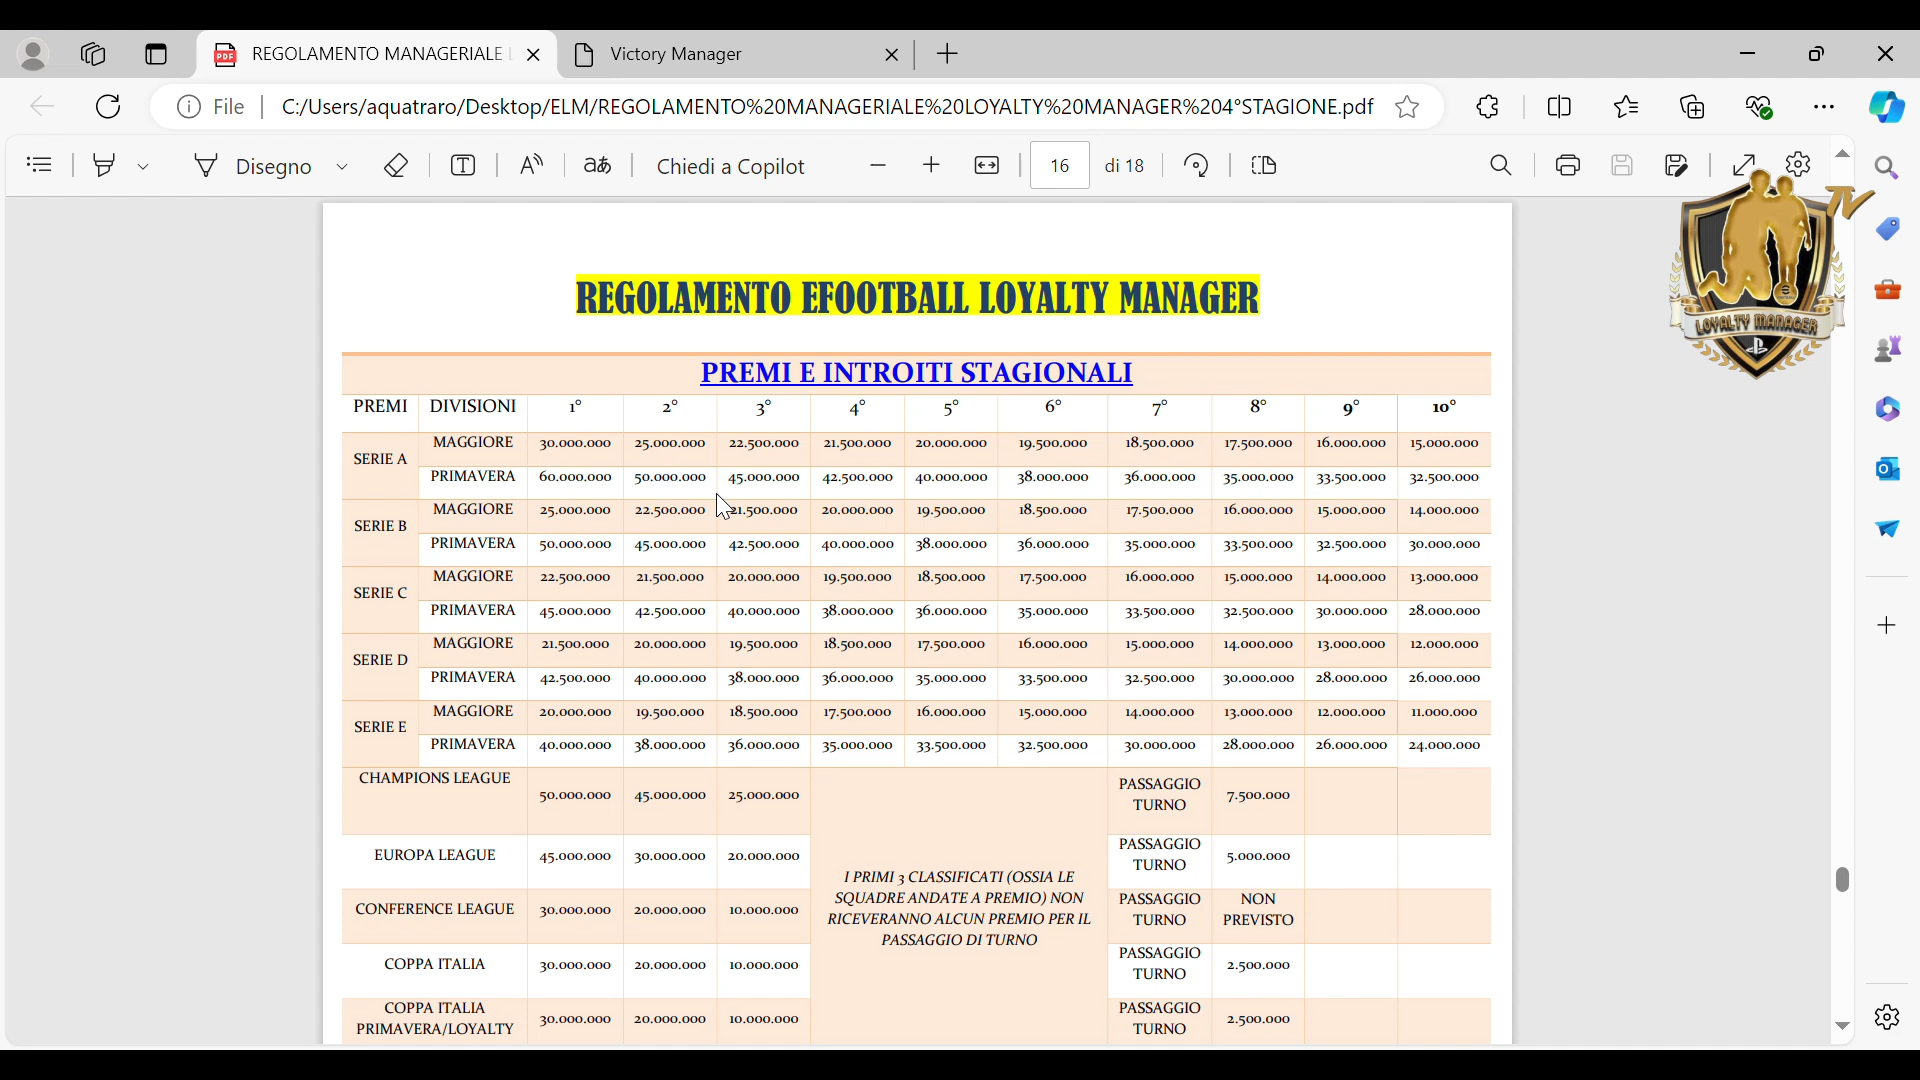 REGOLAMENTO MANAGERIALE L
Victory Manager
File
C:/Users/aquatraro/Desktop/ELM/REGOLAMENTO%20MANAGERIALE%20LOYALTY%20MANAGER%204°STAGIONE.pdf
Disegno
Chiedi a Copilot
16 di 18
TV
LOYALTY MANAGER
REGOLAMENTO EFOOTBALL LOYALTY MANAGER
PREMI E INTROITI STAGIONALI
PREMI DIVISIONI 1° 2° 3° 4° 5° 6° 7° 8° 9° 10°
SERIE A
MAGGIORE 30.000.000 25.000.000 22.500.000 21.500.000 20.000.000 19.500.000 18.500.000 17.500.000 16.000.000 15.000.000
PRIMAVERA 60.000.000 50.000.000 45.000.000 42.500.000 40.000.000 38.000.000 36.000.000 35.000.000 33.500.000 32.500.000
SERIE B
MAGGIORE 25.000.000 22.500.000 21.500.000 20.000.000 19.500.000 18.500.000 17.500.000 16.000.000 15.000.000 14.000.000
PRIMAVERA 50.000.000 45.000.000 42.500.000 40.000.000 38.000.000 36.000.000 35.000.000 33.500.000 32.500.000 30.000.000
SERIE C
MAGGIORE 22.500.000 21.500.000 20.000.000 19.500.000 18.500.000 17.500.000 16.000.000 15.000.000 14.000.000 13.000.000
PRIMAVERA 45.000.000 42.500.000 40.000.000 38.000.000 36.000.000 35.000.000 33.500.000 32.500.000 30.000.000 28.000.000
SERIE D
MAGGIORE 21.500.000 20.000.000 19.500.000 18.500.000 17.500.000 16.000.000 15.000.000 14.000.000 13.000.000 12.000.000
PRIMAVERA 42.500.000 40.000.000 38.000.000 36.000.000 35.000.000 33.500.000 32.500.000 30.000.000 28.000.000 26.000.000
SERIE E
MAGGIORE 20.000.000 19.500.000 18.500.000 17.500.000 16.000.000 15.000.000 14.000.000 13.000.000 12.000.000 11.000.000
PRIMAVERA 40.000.000 38.000.000 36.000.000 35.000.000 33.500.000 32.500.000 30.000.000 28.000.000 26.000.000 24.000.000
CHAMPIONS LEAGUE
50.000.000 45.000.000 25.000.000
PASSAGGIO
TURNO
7.500.000
EUROPA LEAGUE 45.000.000 30.000.000 20.000.000
PASSAGGIO
TURNO
5.000.000
I PRIMI 3 CLASSIFICATI (OSSIA LE
SQUADRE ANDATE A PREMIO) NON
RICEVERANNO ALCUN PREMIO PER IL
PASSAGGIO DI TURNO
CONFERENCE LEAGUE 30.000.000 20.000.000 10.000.000
PASSAGGIO
TURNO
NON
PREVISTO
COPPA ITALIA 30.000.000 20.000.000 10.000.000
PASSAGGIO
TURNO
2.500.000
COPPA ITALIA
PRIMAVERA/LOYALTY
30.000.000 20.000.000 10.000.000
PASSAGGIO
TURNO
2.500.000